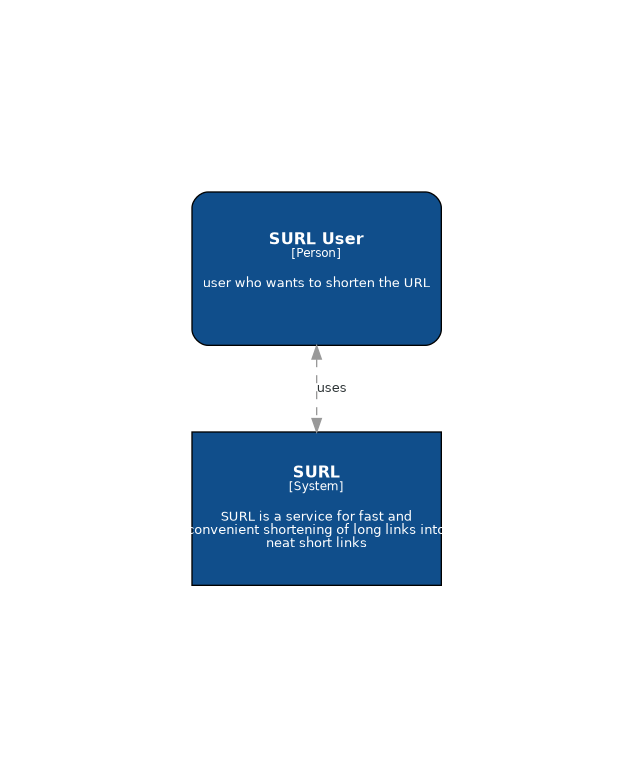 SURL User
[Person]
user who wants to shorten the URL
uses
SURL
[System]
SURL is a service for fast and
convenient shortening of long links into
neat short links